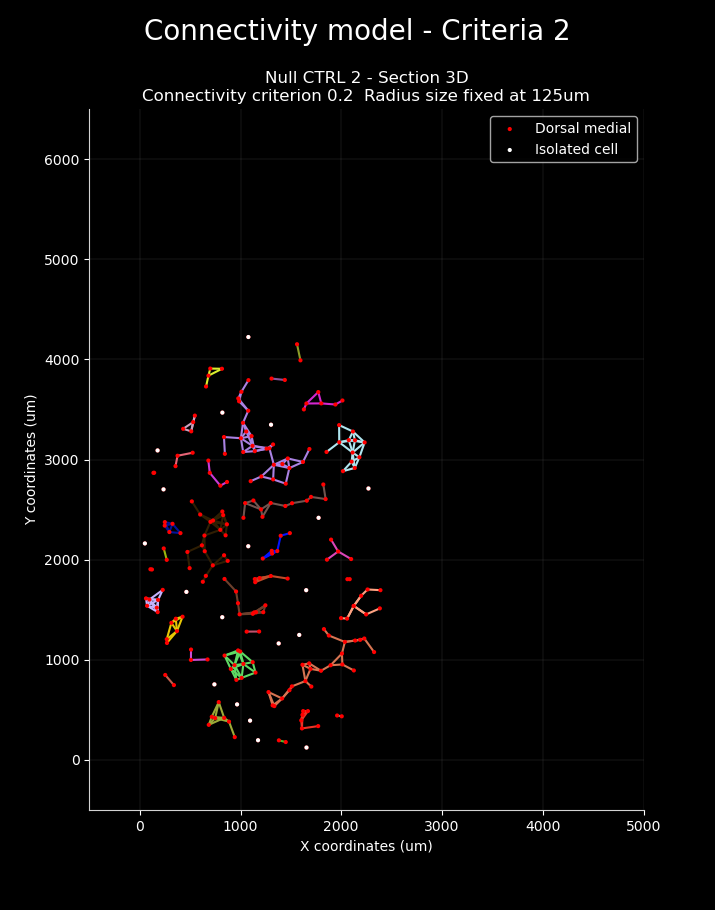 Connectivity model - Criteria 2
Null CTRL 2 - Section 3D
Connectivity criterion 0.2  Radius size fixed at 125um
Dorsal medial
Isolated cell
6000
5000
4000
3000
2000
1000
0
Y coordinates (um)
0
1000
2000
3000
4000
5000
X coordinates (um)